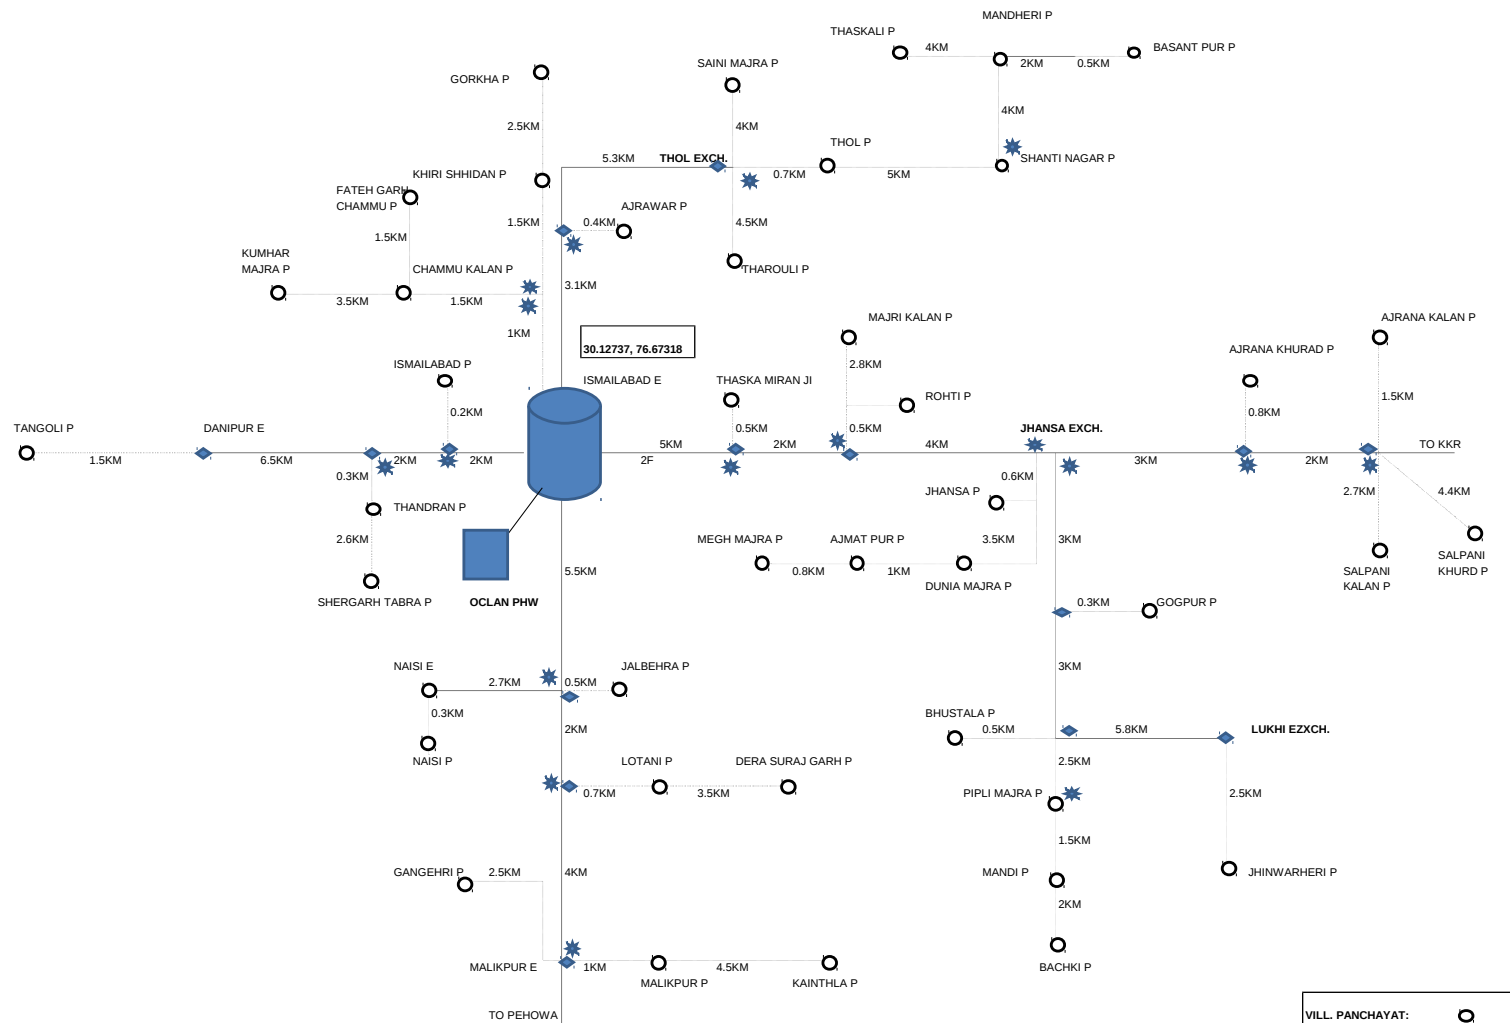 MANDHERI P
THASKALI P
4KM
BASANT PUR P
2KM
0.5KM
SAINI MAJRA P
GORKHA P
4KM
2.5KM
4KM
THOL P
5.3KM
THOL EXCH.
SHANTI NAGAR P
KHIRI SHHIDAN P
0.7KM
5KM
FATEH GARH
CHAMMU P
AJRAWAR P
1.5KM
0.4KM
4.5KM
1.5KM
KUMHAR
MAJRA P
CHAMMU KALAN P
THAROULI P
3.1KM
3.5KM
1.5KM
MAJRI KALAN P
AJRANA KALAN P
1KM
30.12737, 76.67318
AJRANA KHURAD P
ISMAILABAD P
2.8KM
ISMAILABAD E
THASKA MIRAN JI
ROHTI P
1.5KM
0.2KM
0.8KM
TANGOLI P
DANIPUR E
0.5KM
0.5KM
JHANSA EXCH.
5KM
2KM
4KM
TO KKR
1.5KM
6.5KM
2KM
2KM
2F
3KM
2KM
0.3KM
0.6KM
JHANSA P
2.7KM
4.4KM
THANDRAN P
2.6KM
MEGH MAJRA P
AJMAT PUR P
3.5KM
3KM
SALPANI
KHURD P
5.5KM
0.8KM
1KM
SALPANI
KALAN P
DUNIA MAJRA P
SHERGARH TABRA P
OCLAN PHW
0.3KM
GOGPUR P
NAISI E
JALBEHRA P
3KM
2.7KM
0.5KM
0.3KM
BHUSTALA P
2KM
0.5KM
5.8KM
LUKHI EZXCH.
NAISI P
LOTANI P
DERA SURAJ GARH P
2.5KM
0.7KM
3.5KM
PIPLI MAJRA P
2.5KM
1.5KM
GANGEHRI P
2.5KM
4KM
MANDI P
JHINWARHERI P
2KM
MALIKPUR E
1KM
4.5KM
BACHKI P
MALIKPUR P
KAINTHLA P
TO PEHOWA
VILL. PANCHAYAT: